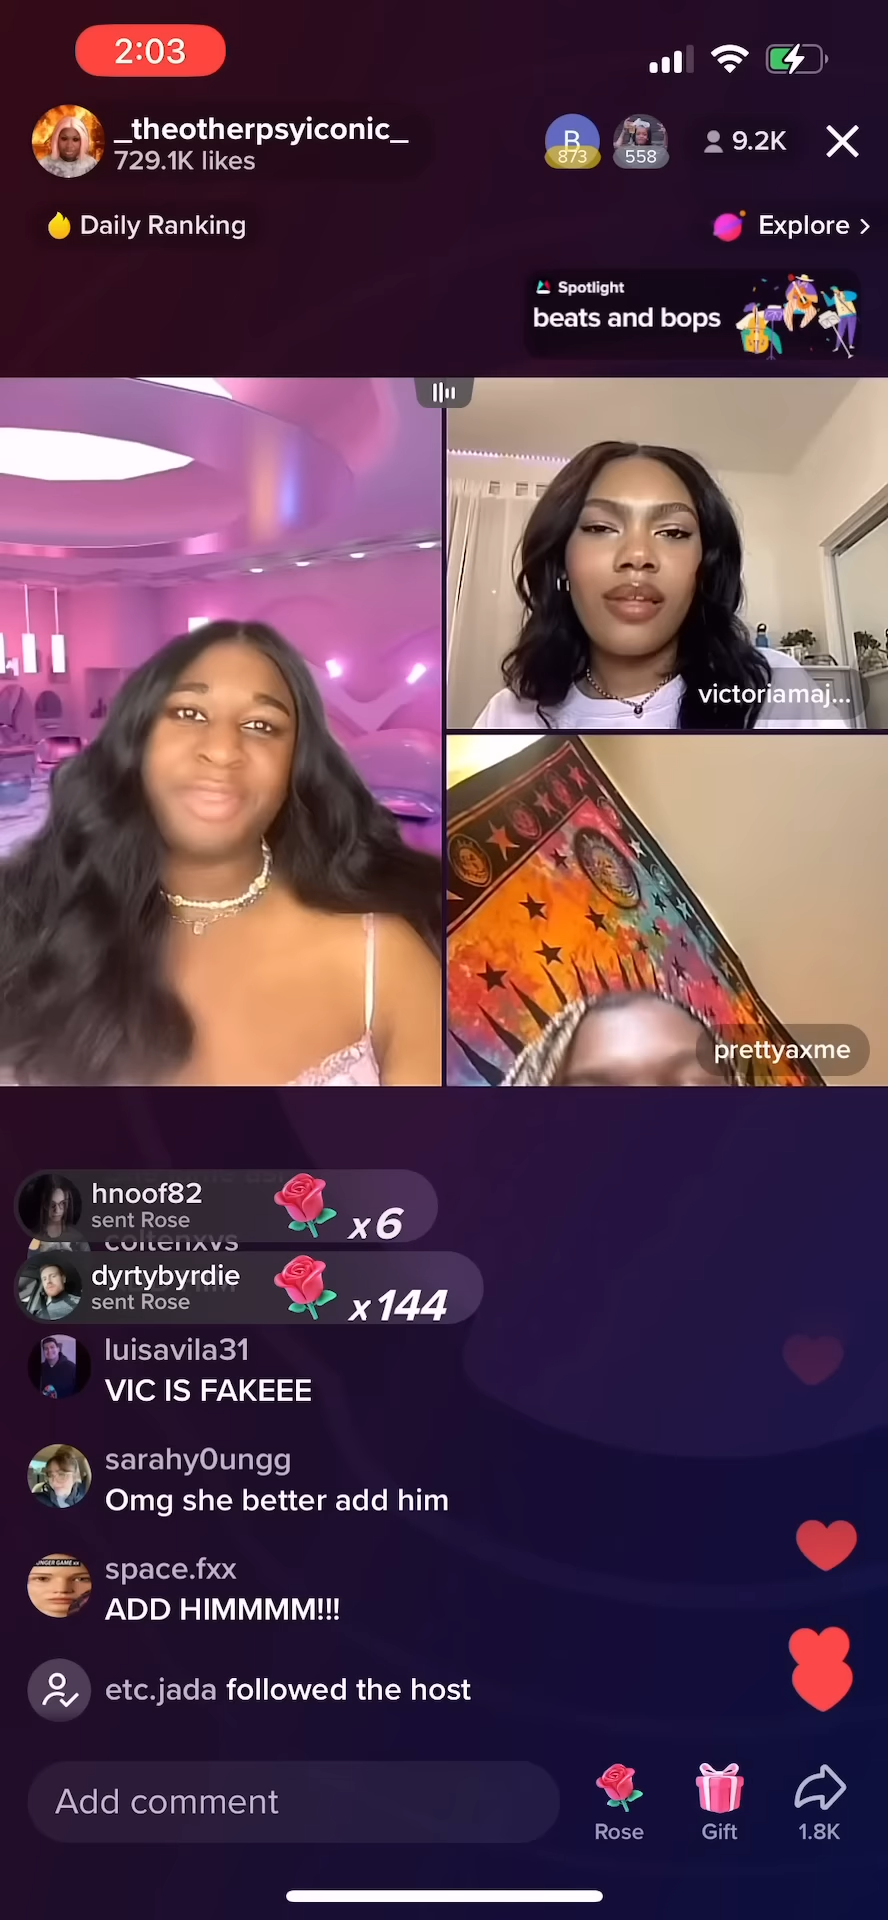 2:03
_theotherpsyiconic_
729.1K likes
B
873
558
9.2K
Daily Ranking
Explore >
Spotlight
beats and bops
victoriamaj...
prettyaxme
hnoof82
sent Rose
x6
coltenxvs
dyrtybyrdie
sent Rose
x144
luisavila31
VIC IS FAKEEE
sarahy0ungg
Omg she better add him
space.fxx
ADD HIMMMM!!!
etc.jada followed the host
Add comment
Rose
Gift
1.8K